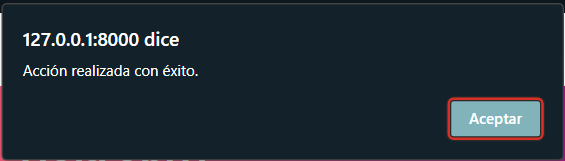 127.0.0.1:8000 dice
Acción realizada con éxito.
Aceptar